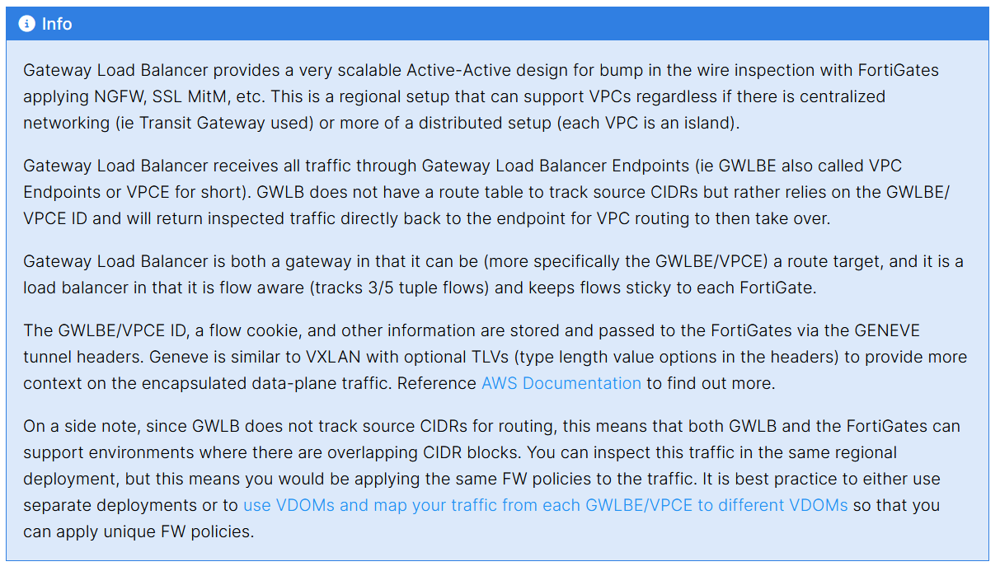 Info
Gateway Load Balancer provides a very scalable Active-Active design for bump in the wire inspection with FortiGates
applying NGFW, SSL MitM, etc. This is a regional setup that can support VPCs regardless if there is centralized
networking (ie Transit Gateway used) or more of a distributed setup (each VPC is an island).
Gateway Load Balancer receives all traffic through Gateway Load Balancer Endpoints (ie GWLBE also called VPC
Endpoints or VPCE for short). GWLB does not have a route table to track source CIDRs but rather relies on the GWLBE/
VPCE ID and will return inspected traffic directly back to the endpoint for VPC routing to then take over.
Gateway Load Balancer is both a gateway in that it can be (more specifically the GWLBE/VPCE) a route target, and it is a
load balancer in that it is flow aware (tracks 3/5 tuple flows) and keeps flows sticky to each FortiGate.
The GWLBE/VPCE ID, a flow cookie, and other information are stored and passed to the FortiGates via the GENEVE
tunnel headers. Geneve is similar to VXLAN with optional TLVs (type length value options in the headers) to provide more
context on the encapsulated data-plane traffic. Reference AWS Documentation to find out more.
On a side note, since GWLB does not track source CIDRs for routing, this means that both GWLB and the FortiGates can
support environments where there are overlapping CIDR blocks. You can inspect this traffic in the same regional
deployment, but this means you would be applying the same FW policies to the traffic. It is best practice to either use
separate deployments or to use VDOMs and map your traffic from each GWLBE/VPCE to different VDOMs so that you
can apply unique FW policies.